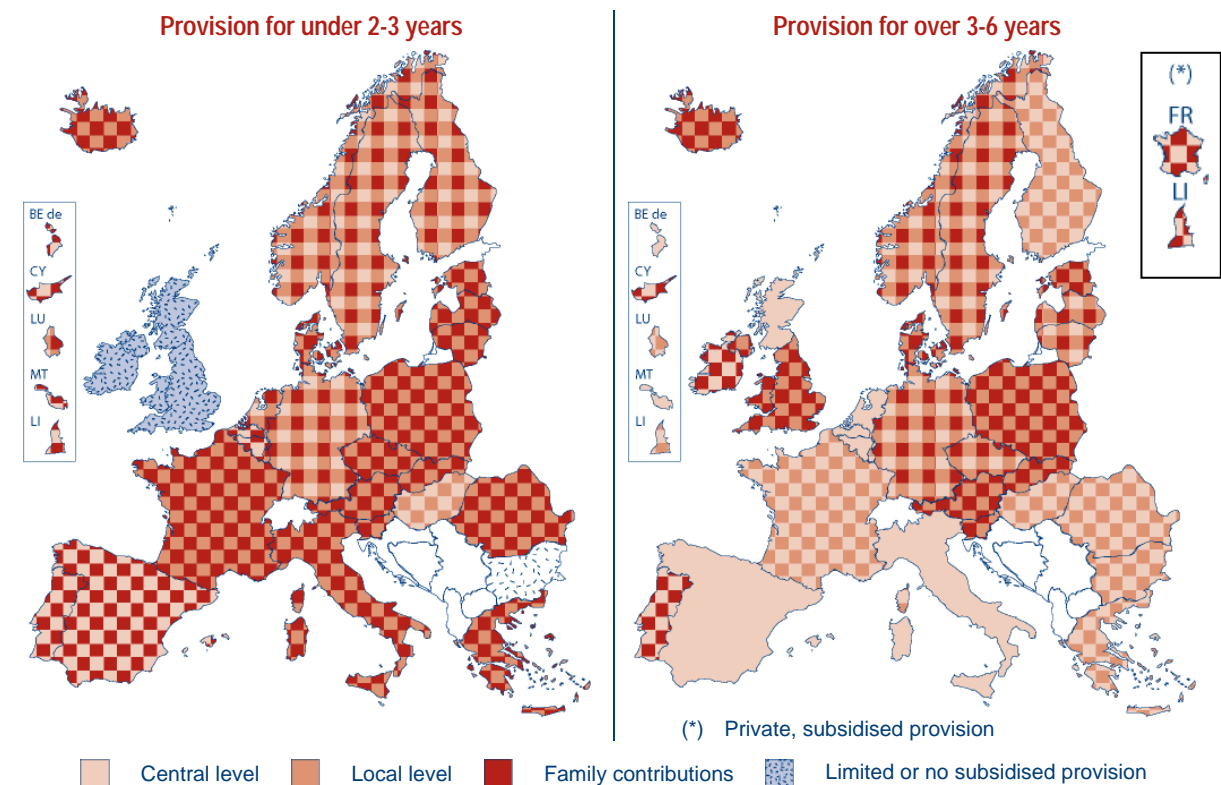 Provision for under 2-3 years
Provision for over 3-6 years
(*)
FR
LI
BE de
CY
LU
MT
LI
BE de
CY
LU
MT
LI
(*) Private, subsidised provision
Central level
Local level
Family contributions
Limited or no subsidised provision